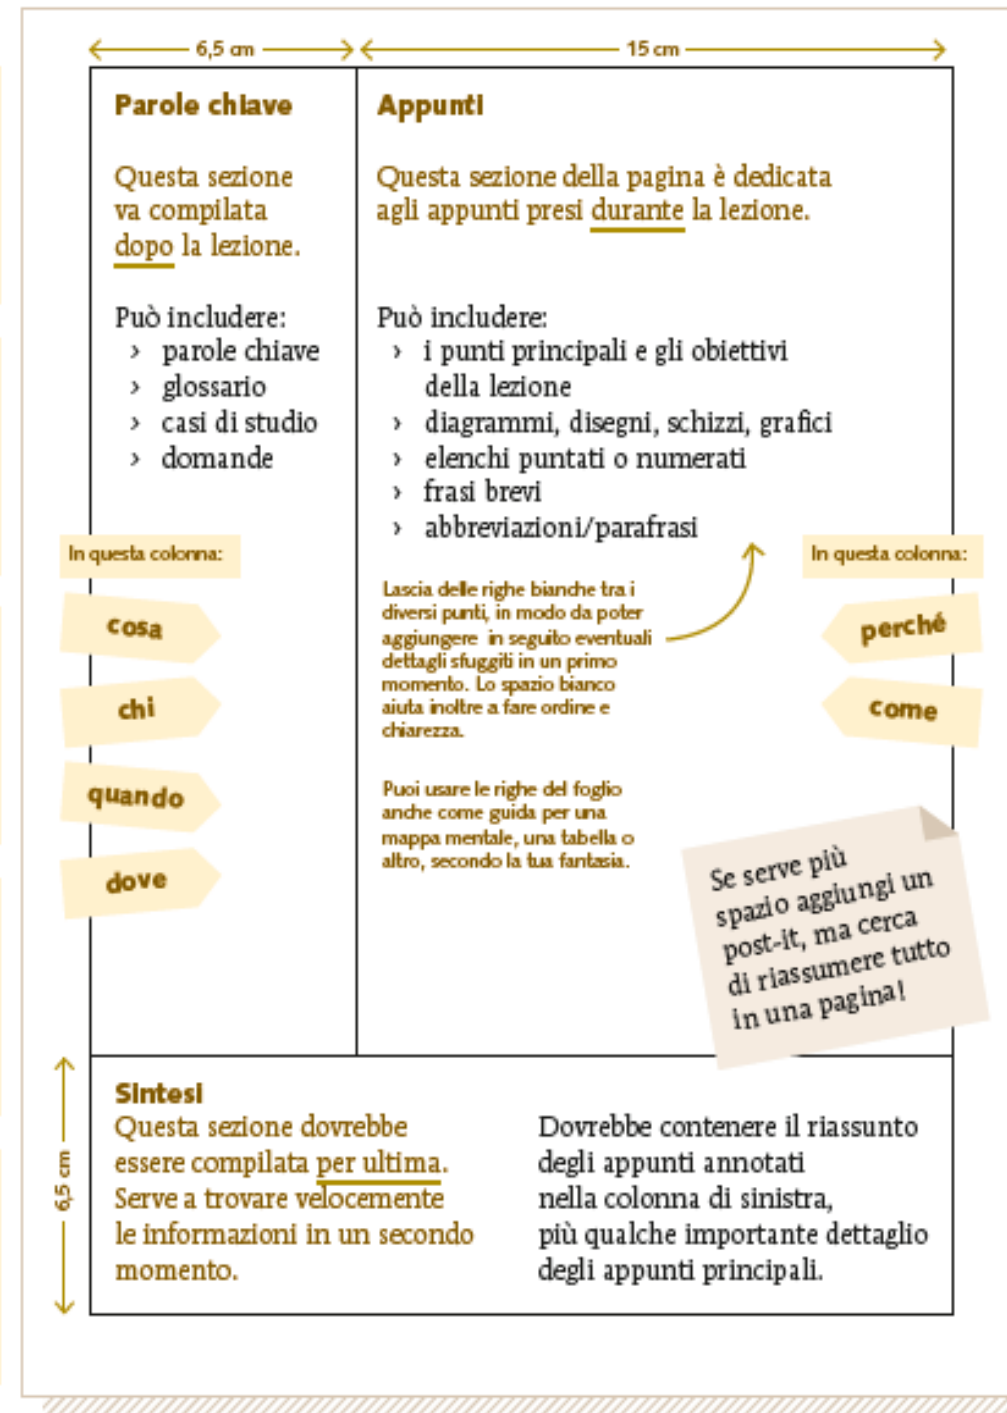 6,5 cm
15 cm
Parole chiave
Questa sezione
va compilata
dopo la lezione.
Può includere:
› parole chiave
› glossario
› casi di studio
› domande
In questa colonna:
cosa
chi
quando
dove
Appunti
Questa sezione della pagina è dedicata
agli appunti presi durante la lezione.
Può includere:
› i punti principali e gli obiettivi
della lezione
› diagrammi, disegni, schizzi, grafici
› elenchi puntati o numerati
› frasi brevi
› abbreviazioni/parafrasi
Lascia delle righe bianche tra i
diversi punti, in modo da poter
aggiungere in seguito eventuali
dettagli sfuggiti in un primo
momento. Lo spazio bianco
aiuta inoltre a fare ordine e
chiarezza.
Puoi usare le righe del foglio
anche come guida per una
mappa mentale, una tabella o
altro, secondo la tua fantasia.
In questa colonna:
perché
come
Se serve più
spazio aggiungi un
post-it, ma cerca
di riassumere tutto
in una pagina!
6,5 cm
Sintesi
Questa sezione dovrebbe
essere compilata per ultima.
Serve a trovare velocemente
le informazioni in un secondo
momento.
Dovrebbe contenere il riassunto
degli appunti annotati
nella colonna di sinistra,
più qualche importante dettaglio
degli appunti principali.